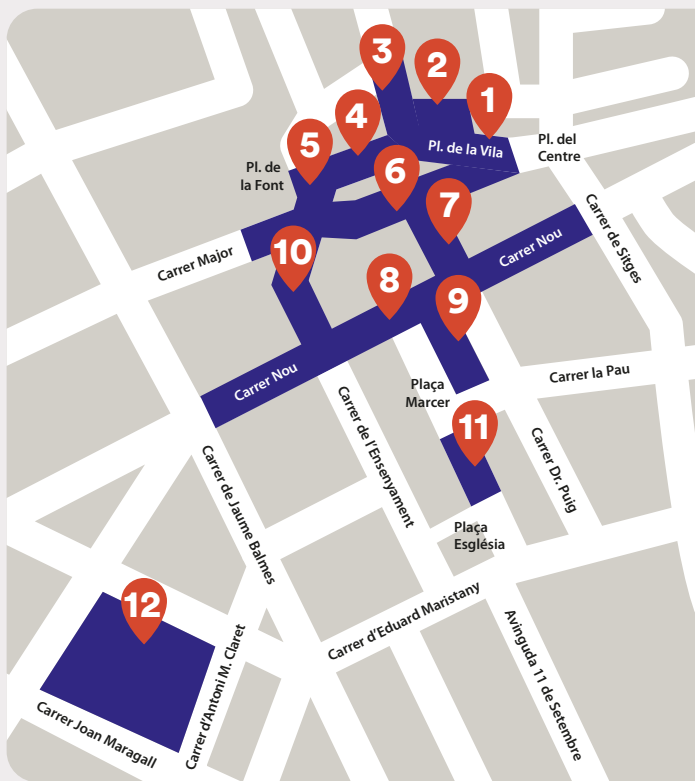 3
2
1
4
5
Pl. de la Vila
Pl. del
Centre
Pl. de
la Font
6
7
Carrer de Sitges
Carrer Nou
10
Carrer Major
8
9
Carrer Nou
Plaça
Marcer
Carrer la Pau
11
Carrer de l'Ensenyament
Carrer Dr. Puig
Carrer de Jaume Balmes
Plaça
Església
12
Carrer d'Eduard Maristany
Carrer d'Antoni M. Claret
Avinguda 11 de Setembre
Carrer Joan Maragall